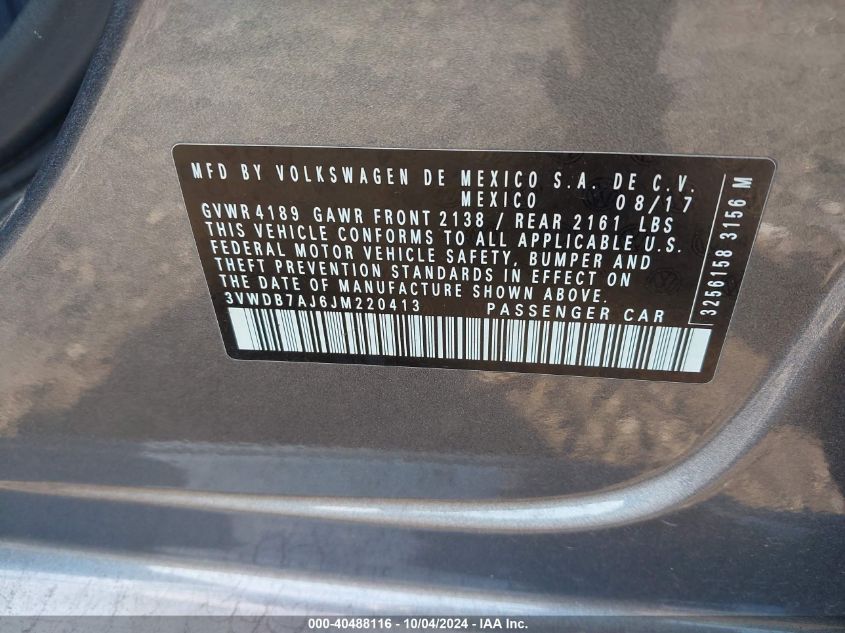 MFD BY VOLKSWAGEN DE MEXICO S.A. DE C.V.
MEXICO 08/17
GVWR 4189 GAWR FRONT 2138 / REAR 2161 LBS
THIS VEHICLE CONFORMS TO ALL APPLICABLE U.S.
FEDERAL MOTOR VEHICLE SAFETY, BUMPER AND
THEFT PREVENTION STANDARDS IN EFFECT ON
THE DATE OF MANUFACTURE SHOWN ABOVE.
3VWDB7AJ6JM220413 PASSENGER CAR
3256158 3156 M
000-40488116 - 10/04/2024 - IAA Inc.